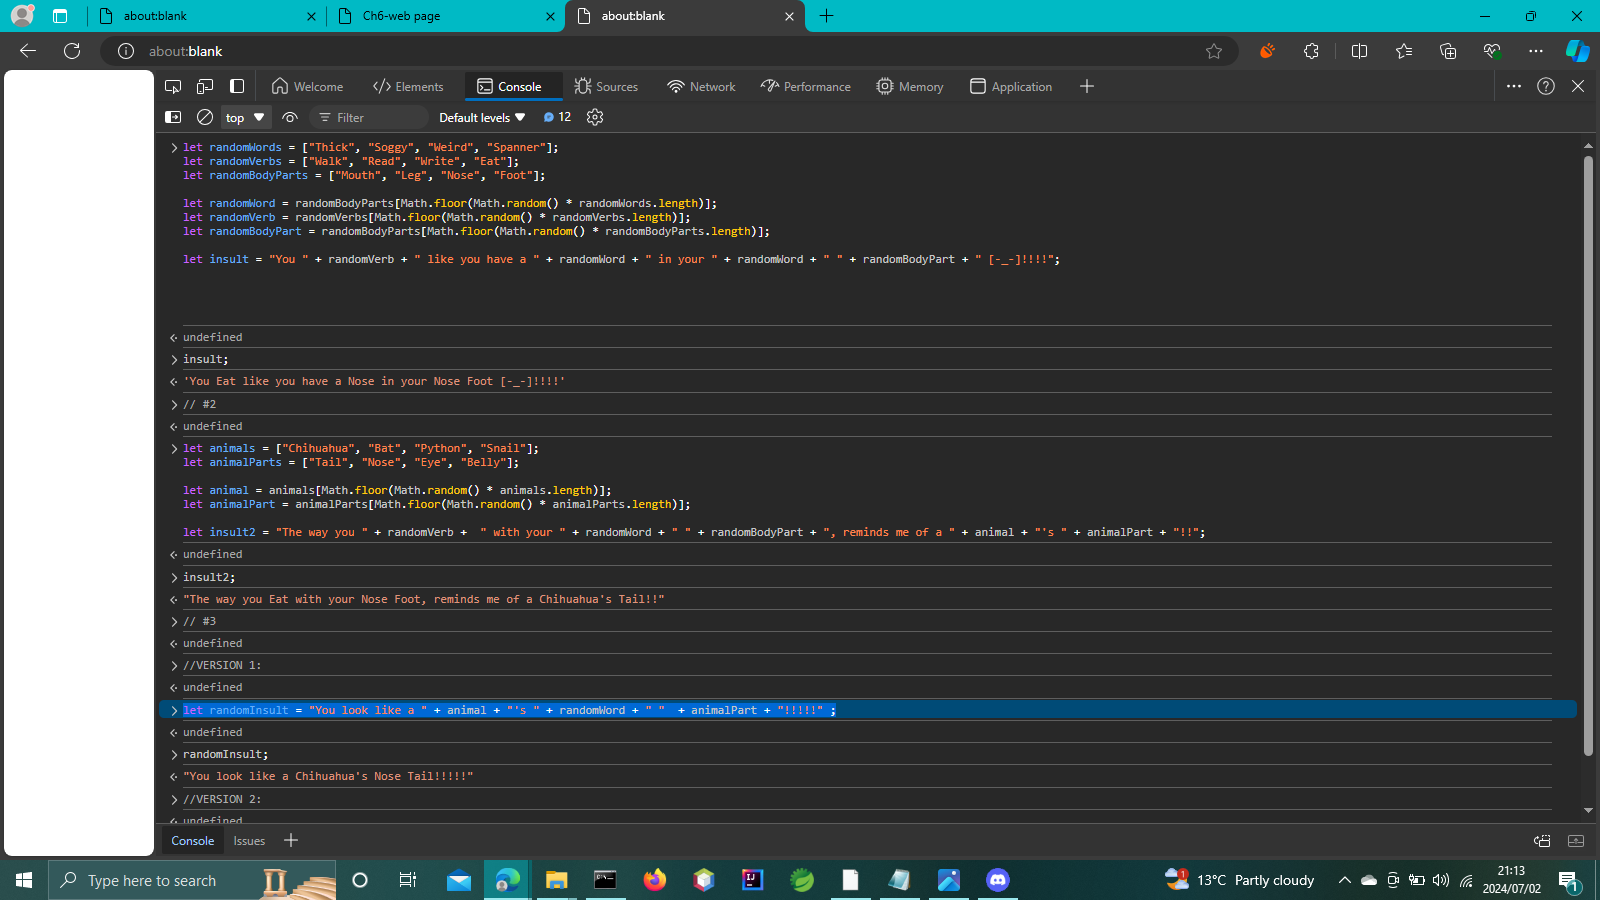 about:blank
Ch6-web page
about:blank
about:blank
Welcome
Elements
Console
Sources
Network
Performance
Memory
Application
top
Filter
Default levels
12
let randomWords = ["Thick", "Soggy", "Weird", "Spanner"];
let randomVerbs = ["Walk", "Read", "Write", "Eat"];
let randomBodyParts = ["Mouth", "Leg", "Nose", "Foot"];
let randomWord = randomBodyParts[Math.floor(Math.random() * randomWords.length)];
let randomVerb = randomVerbs[Math.floor(Math.random() * randomVerbs.length)];
let randomBodyPart = randomBodyParts[Math.floor(Math.random() * randomBodyParts.length)];
let insult = "You " + randomVerb + " like you have a " + randomWord + " in your " + randomWord + " " + randomBodyPart + " [-_-]!!!!";
undefined
insult;
'You Eat like you have a Nose in your Nose Foot [-_-]!!!!'
// #2
undefined
let animals = ["Chihuahua", "Bat", "Python", "Snail"];
let animalParts = ["Tail", "Nose", "Eye", "Belly"];
let animal = animals[Math.floor(Math.random() * animals.length)];
let animalPart = animalParts[Math.floor(Math.random() * animalParts.length)];
let insult2 = "The way you " + randomVerb +  " with your " + randomWord + " " + randomBodyPart + ", reminds me of a " + animal + "'s " + animalPart + "!!";
undefined
insult2;
"The way you Eat with your Nose Foot, reminds me of a Chihuahua's Tail!!"
// #3
undefined
//VERSION 1:
undefined
let randomInsult = "You look like a " + animal + "'s " + randomWord + " "  + animalPart + "!!!!!" ;
undefined
randomInsult;
"You look like a Chihuahua's Nose Tail!!!!!"
//VERSION 2:
undefined
Console
Issues
Type here to search
1
13°C Partly cloudy
21:13
2024/07/02
1